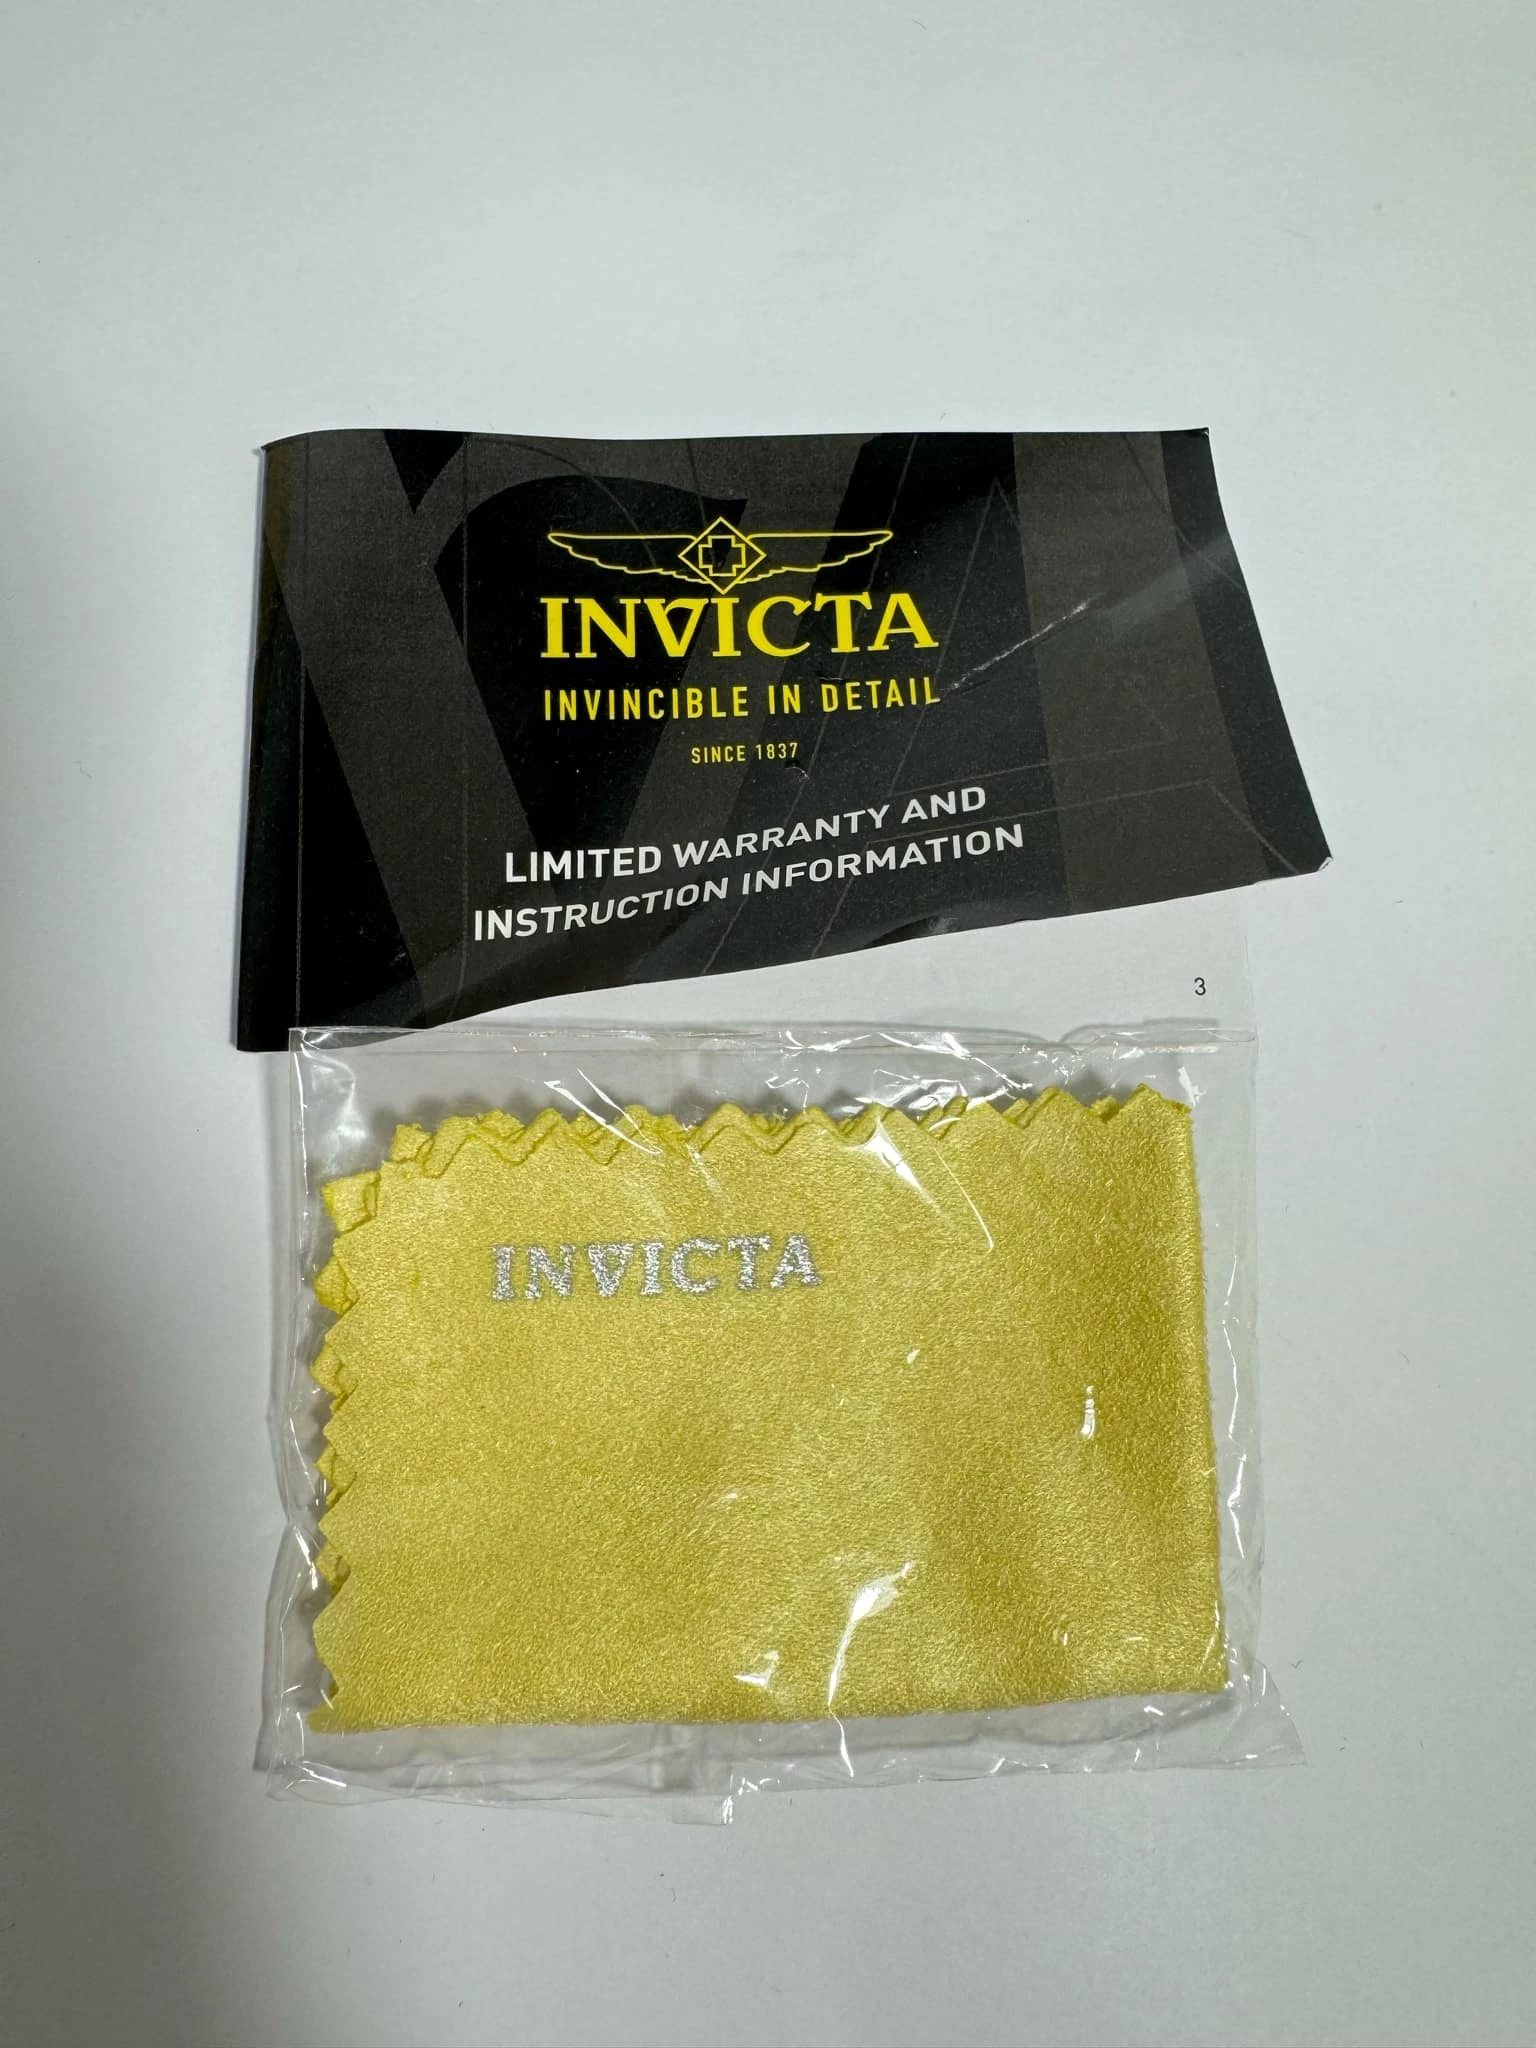 INVICTA
INVINCIBLE IN DETAIL
SINCE 1837
LIMITED WARRANTY AND
INSTRUCTION INFORMATION
3
INVICTA